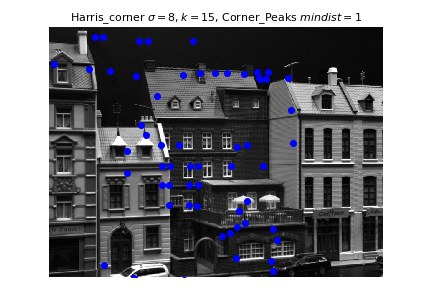 Harris_corner σ = 8, k = 15, Corner_Peaks mindist = 1